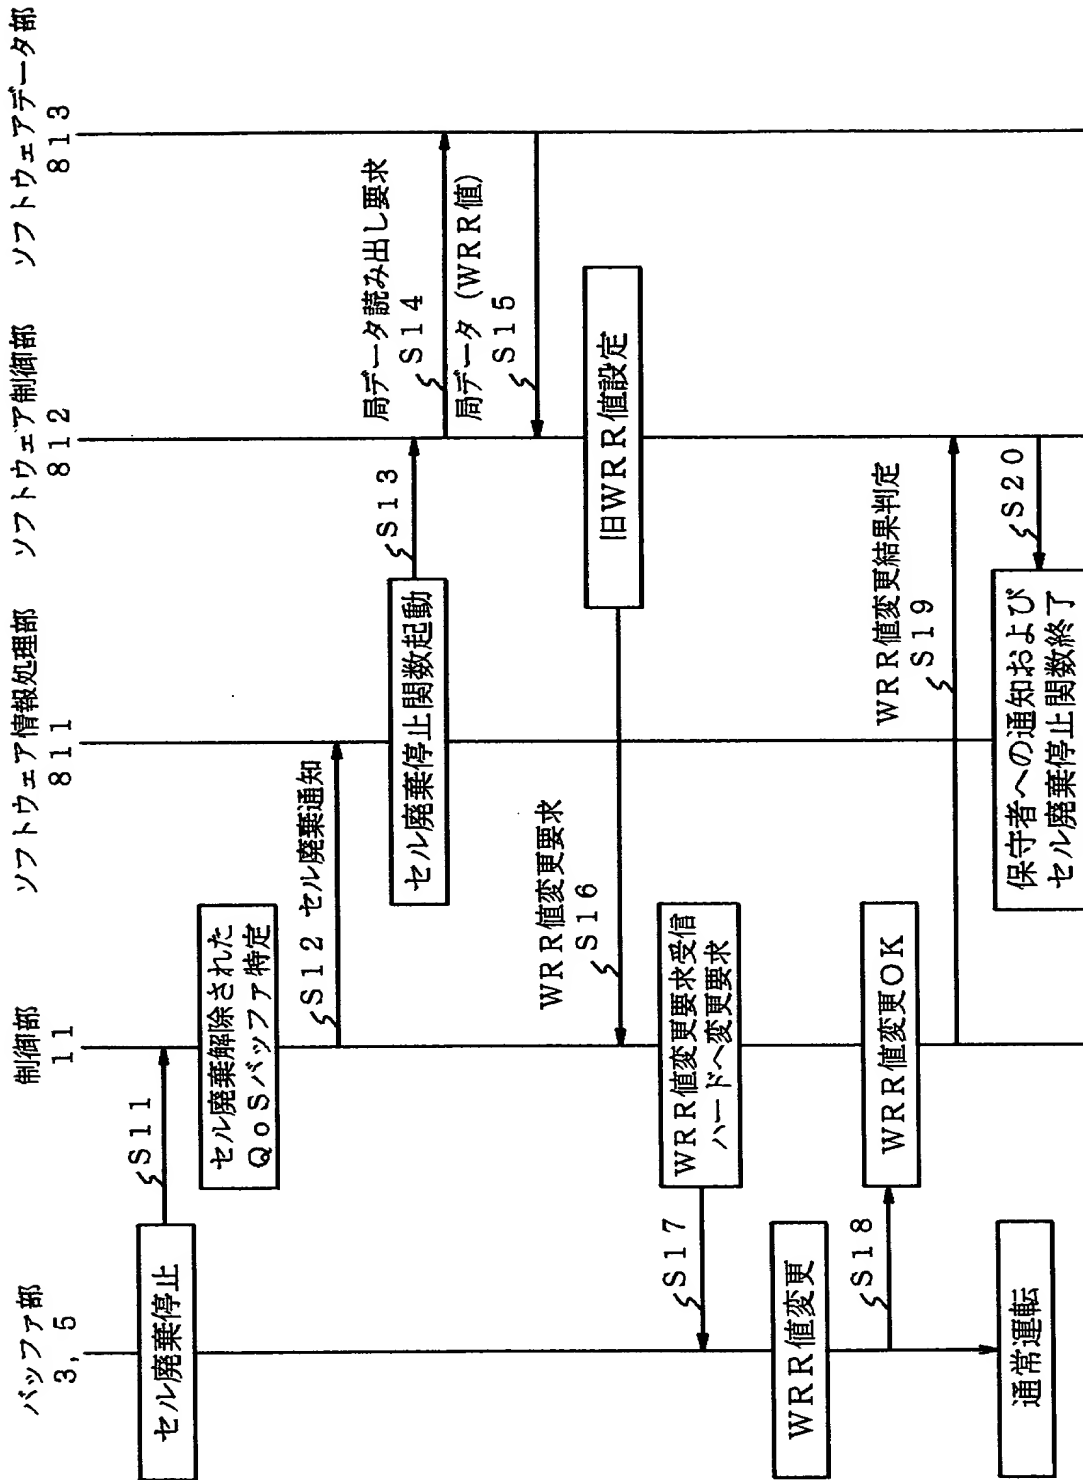 バッファ部
3, 5
制御部
11
ソフトウェア情報処理部
811
ソフトウェア制御部
812
ソフトウェアデータ部
813
セル廃棄停止
S11
セル廃棄解除された
QoSバッファ特定
S12 セル廃棄通知
セル廃棄停止関数起動
S13
局データ読み出し要求
S14
局データ (WRR値)
S15
旧WRR値設定
WRR値変更要求
S16
WRR値変更要求受信
ハードへ変更要求
S17
WRR値変更
S18
WRR値変更OK
WRR値変更結果判定
S19
S20
保守者への通知および
セル廃棄停止関数終了
通常運転